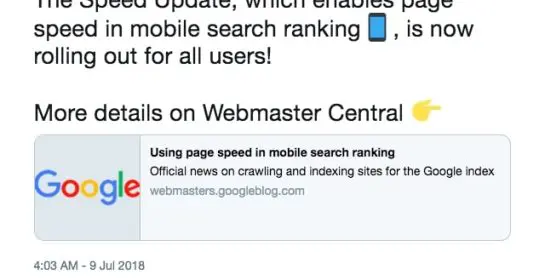 The Speed Update, which enables page
speed in mobile search ranking📱, is now
rolling out for all users!
More details on Webmaster Central 👉
Google
Using page speed in mobile search ranking
Official news on crawling and indexing sites for the Google index
webmasters.googleblog.com
4:03 AM - 9 Jul 2018